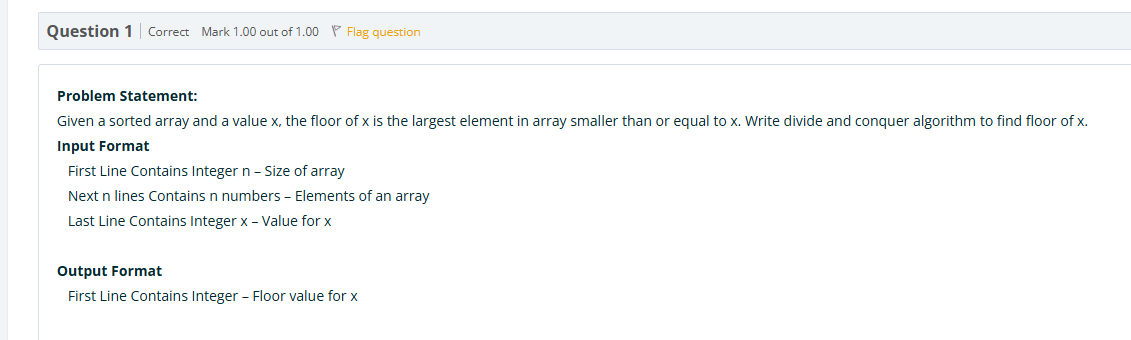 Question 1 Correct Mark 1.00 out of 1.00 Flag question
Problem Statement:
Given a sorted array and a value x, the floor of x is the largest element in array smaller than or equal to x. Write divide and conquer algorithm to find floor of x.
Input Format
First Line Contains Integer n – Size of array
Next n lines Contains n numbers – Elements of an array
Last Line Contains Integer x – Value for x
Output Format
First Line Contains Integer – Floor value for x